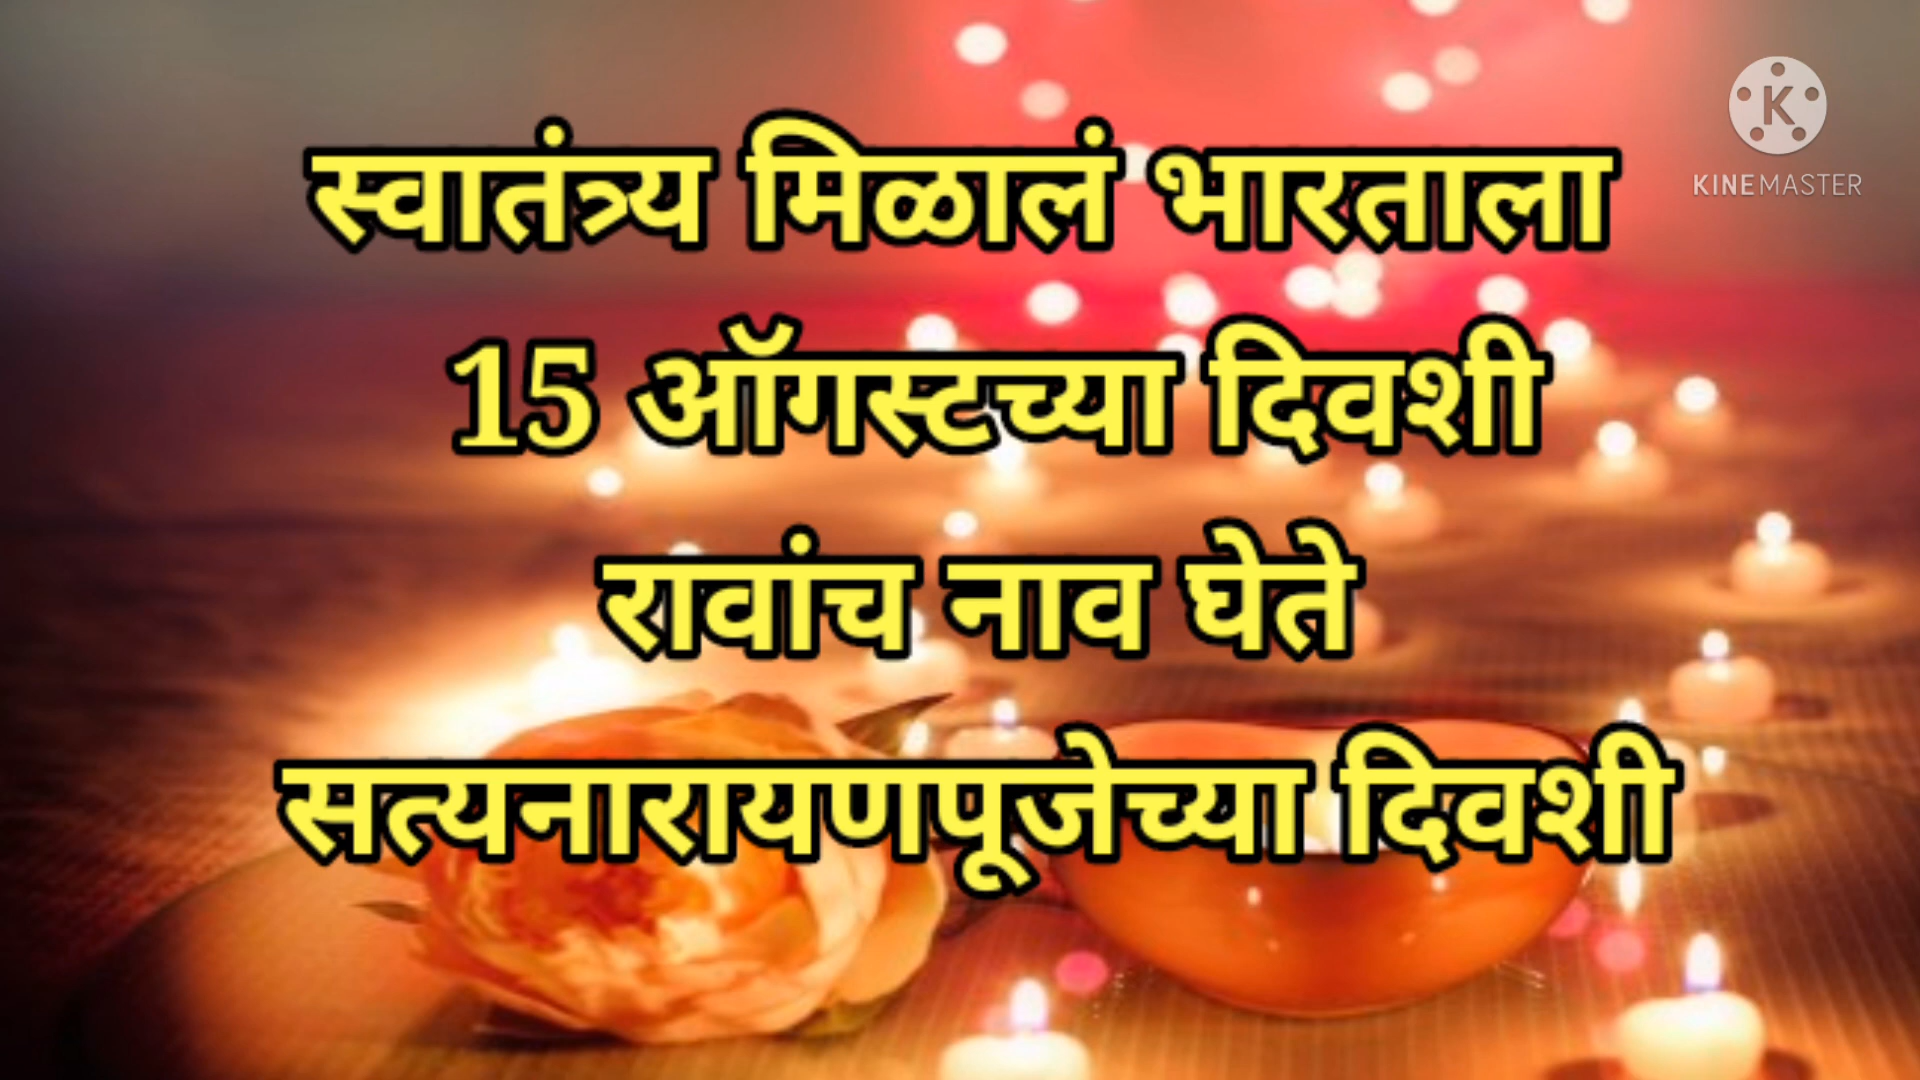 स्वातंत्र्य मिळालं भारताला
15 ऑगस्टच्या दिवशी
रावांच नाव घेते
सत्यनारायणपूजेच्या दिवशी
K
KINEMASTER